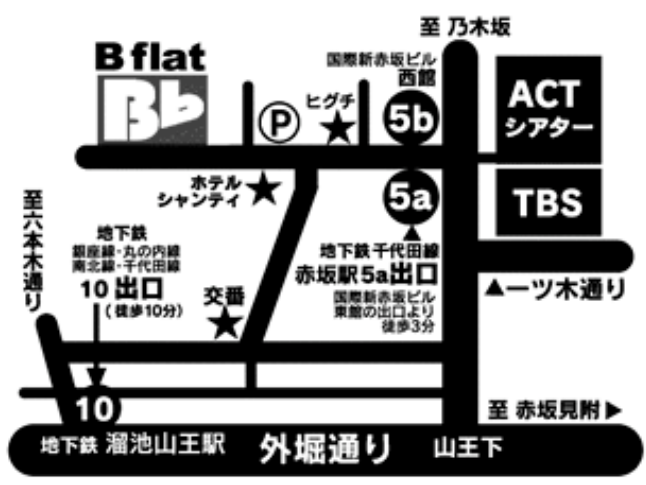 至 乃木坂
B flat
B♭
国際新赤坂ビル
西館
ヒグチ
P
5b
ACT
シアター
ホテル
シャンティ
5a
TBS
至六本木通り
地下鉄
銀座線・丸の内線
南北線・千代田線
10 出口
(徒歩10分)
交番
地下鉄 千代田線
赤坂駅5a出口
国際新赤坂ビル
東館の出口より
徒歩3分
▲一ツ木通り
10
至 赤坂見附▶
地下鉄 溜池山王駅
外堀通り
山王下